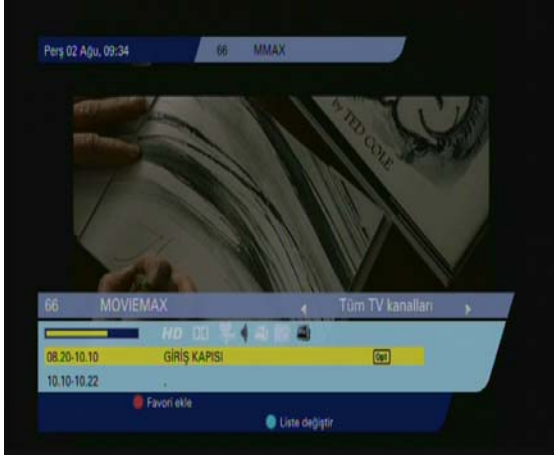 Perş 02 Ağu, 09:34 66 MMAX
by TED COLE
66 MOVIEMAX Tüm TV kanalları
HD
08.20-10.10 GİRİŞ KAPISI Opt
10.10-10.22 .
Favori ekle
Liste değiştir